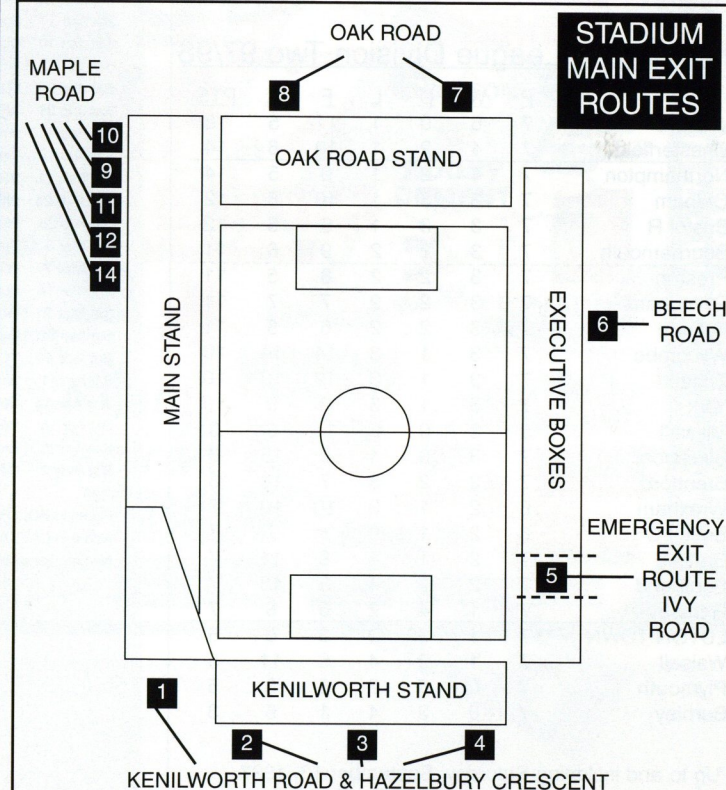 OAK ROAD
STADIUM
MAIN EXIT
ROUTES
MAPLE
ROAD
8
7
10
9
11
12
14
OAK ROAD STAND
MAIN STAND
EXECUTIVE BOXES
6
BEECH
ROAD
EMERGENCY
EXIT
ROUTE
IVY
ROAD
5
1
KENILWORTH STAND
2
3
4
KENILWORTH ROAD & HAZELBURY CRESCENT